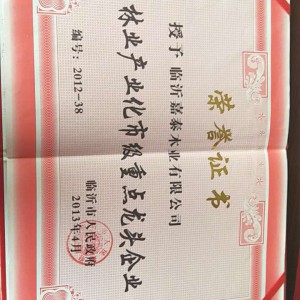 荣誉证书
授予：临沂嘉泰木业有限公司
林业产业化市级重点龙头企业
编号：2012-38
临沂市人民政府
2013年4月